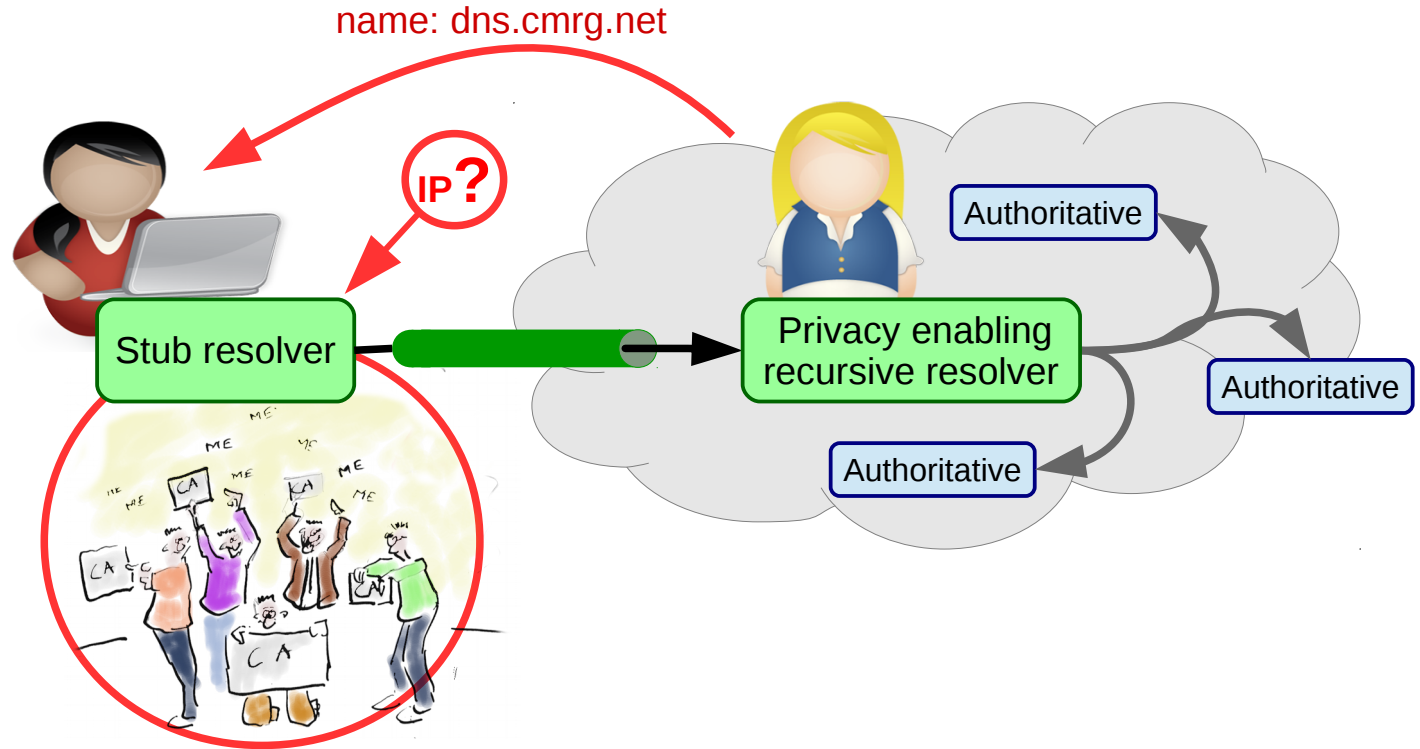 name: dns.cmrg.net
IP?
Authoritative
Stub resolver
Privacy enabling
recursive resolver
Authoritative
Authoritative
ME
ME
ME
ME
ME
ME
CA
CA
CA
CA
CA